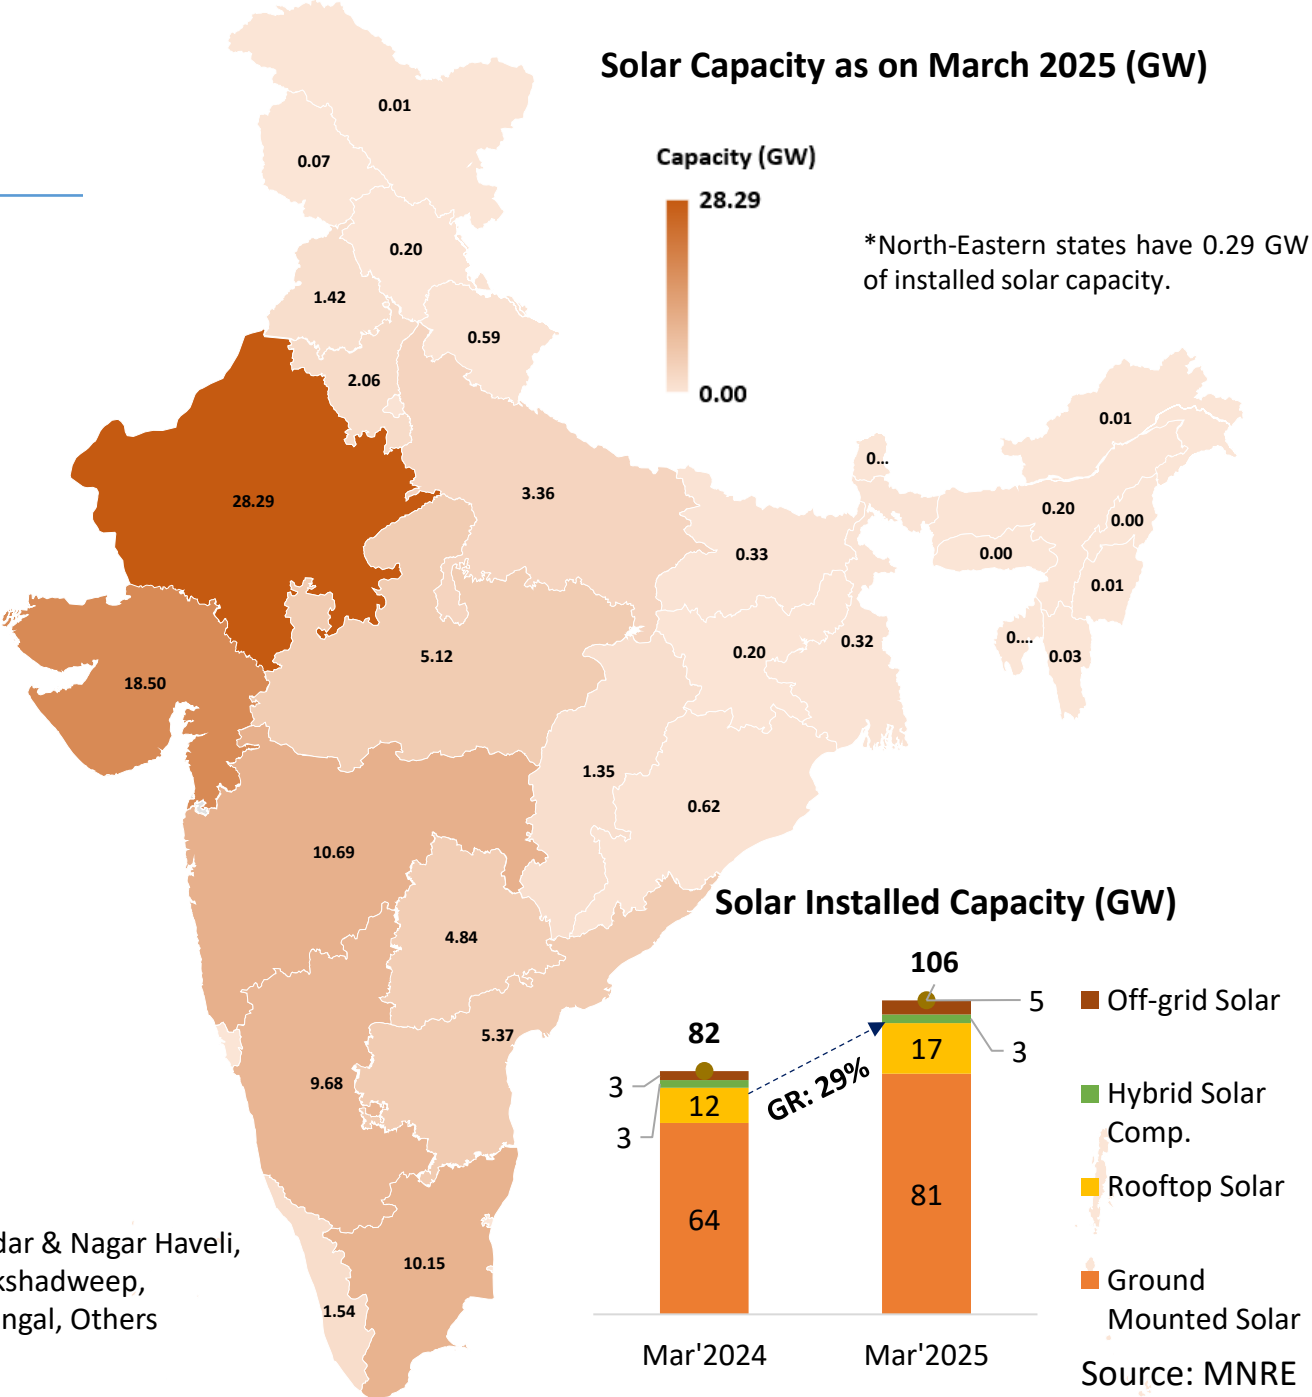 Solar Capacity as on March 2025 (GW)
Capacity (GW)
28.29
0.00
*North-Eastern states have 0.29 GW
of installed solar capacity.
0.01
0.07
0.20
1.42
0.59
2.06
28.29
3.36
0.33
0...
0.01
0.20
0.00
0.00
0.01
0....
0.03
18.50
5.12
0.20
0.32
1.35
0.62
10.69
4.84
5.37
9.68
10.15
1.54
dar & Nagar Haveli,
kshadweep,
ngal, Others
Solar Installed Capacity (GW)
82
3
3
12
64
GR: 29%
106
5
3
17
81
Mar'2024
Mar'2025
Off-grid Solar
Hybrid Solar
Comp.
Rooftop Solar
Ground
Mounted Solar
Source: MNRE